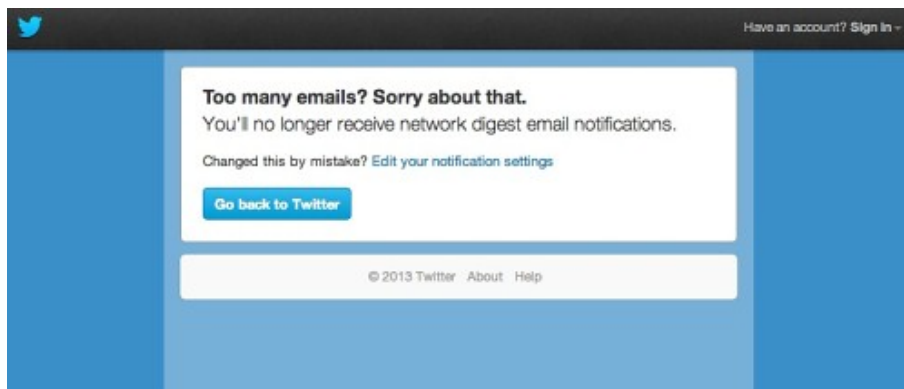 Have an account? Sign in
Too many emails? Sorry about that.
You'll no longer receive network digest email notifications.
Changed this by mistake? Edit your notification settings
Go back to Twitter
© 2013 Twitter About Help